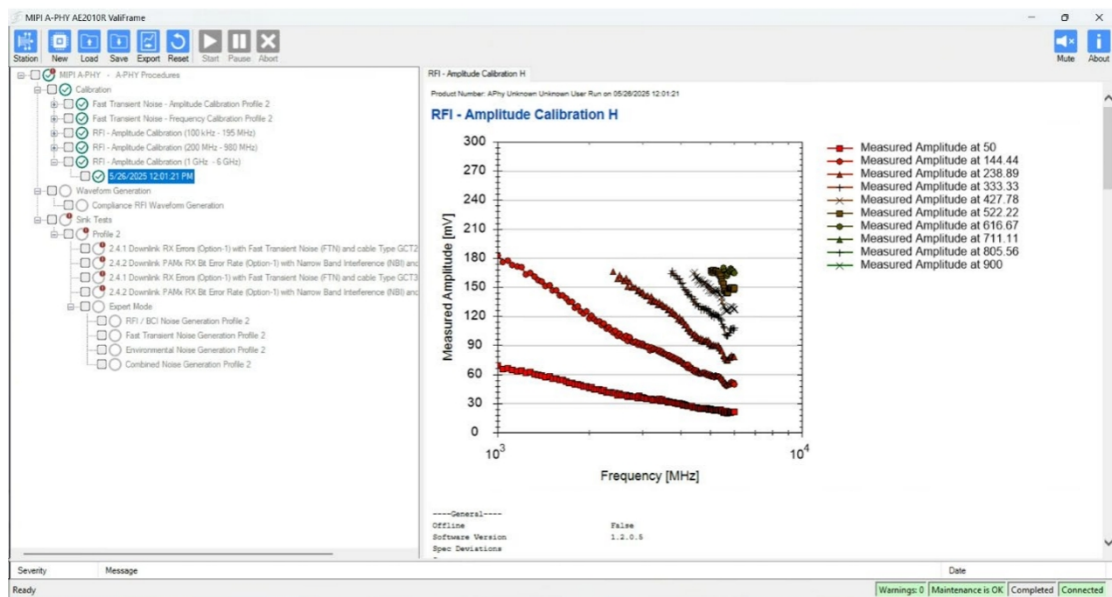 MIPI A-PHY AE2010R ValiFrame
Station New Load Save Export Reset Start Pause Abort Mute About
MIPI A-PHY - A-PHY Procedures
Calibration
Fast Transient Noise - Amplitude Calibration Profile 2
Fast Transient Noise - Frequency Calibration Profile 2
RFI - Amplitude Calibration (100 kHz - 195 MHz)
RFI - Amplitude Calibration (200 MHz - 980 MHz)
RFI - Amplitude Calibration (1 GHz - 6 GHz)
5/26/2025 12:01:21 PM
Waveform Generation
Compliance RFI Waveform Generation
Sink Tests
Profile 2
2.4.1 Downlink RX Errors (Option-1) with Fast Transient Noise (FTN) and cable Type GCT2
2.4.2 Downlink PAMx RX Bit Error Rate (Option-1) with Narrow Band Interference (NBI) and
2.4.1 Downlink RX Errors (Option-1) with Fast Transient Noise (FTN) and cable Type GCT3
2.4.2 Downlink PAMx RX Bit Error Rate (Option-1) with Narrow Band Interference (NBI) and
Expert Mode
RFI / BCI Noise Generation Profile 2
Fast Transient Noise Generation Profile 2
Environmental Noise Generation Profile 2
Combined Noise Generation Profile 2
RFI - Amplitude Calibration H
Product Number: APhy Unknown Unknown User Run on 05/26/2025 12:01:21
RFI - Amplitude Calibration H
Measured Amplitude [mV]
300
270
240
210
180
150
120
90
60
30
0
10³ 10⁴
Frequency [MHz]
Measured Amplitude at 50
Measured Amplitude at 144.44
Measured Amplitude at 238.89
Measured Amplitude at 333.33
Measured Amplitude at 427.78
Measured Amplitude at 522.22
Measured Amplitude at 616.67
Measured Amplitude at 711.11
Measured Amplitude at 805.56
Measured Amplitude at 900
----General----
Offline False
Software Version 1.2.0.5
Spec Deviations
Severity Message Date
Ready Warnings: 0 Maintenance is OK Completed Connected